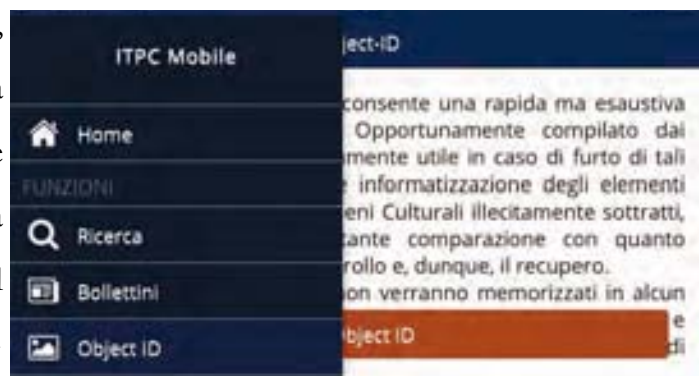 ITPC Mobile
Home
FUNZIONI
Ricerca
Bollettini
Object ID
ject-ID
consente una rapida ma esaustiva
Opportunamente compilato dai
mente utile in caso di furto di tali
e informatizzazione degli elementi
eni Culturali illecitamente sottratti,
tante comparazione con quanto
rollo e, dunque, il recupero.
non verranno memorizzati in alcun
e
bject ID
di